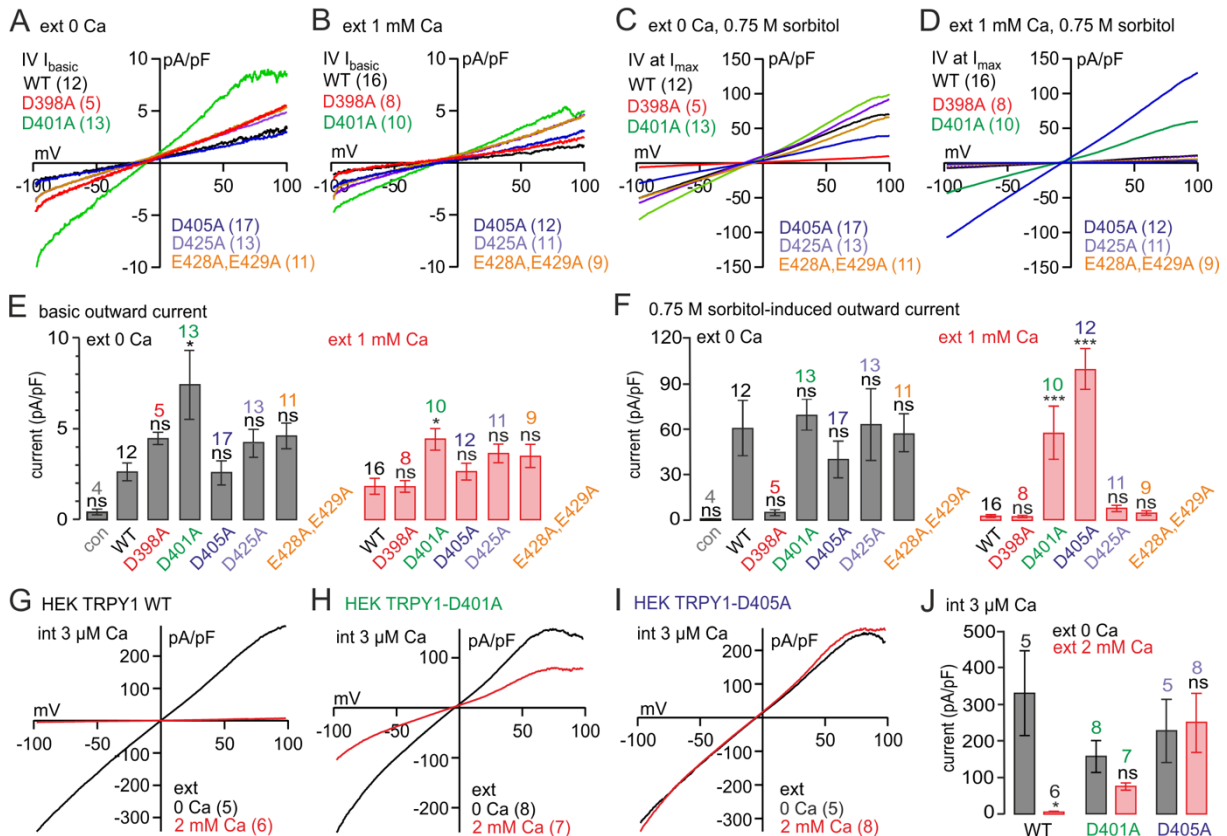 A ext 0 Ca
IV I basic
WT (12)
D398A (5)
D401A (13)
pA/pF
10
5
-5
-10
mV
-100 -50 50 100
D405A (17)
D425A (13)
E428A,E429A (11)
B ext 1 mM Ca
IV I basic
WT (16)
D398A (8)
D401A (10)
pA/pF
10
5
-5
-10
mV
-100 -50 50 100
D405A (12)
D425A (11)
E428A,E429A (9)
C ext 0 Ca, 0.75 M sorbitol
IV at I max
WT (12)
D398A (5)
D401A (13)
pA/pF
150
100
50
-50
-100
-150
mV
-100 -50 50 100
D405A (17)
D425A (13)
E428A,E429A (11)
D ext 1 mM Ca, 0.75 M sorbitol
IV at I max
WT (16)
D398A (8)
D401A (10)
pA/pF
150
100
50
-50
-100
-150
mV
-100 -50 50 100
D405A (12)
D425A (11)
E428A,E429A (9)
E basic outward current
ext 0 Ca
ext 1 mM Ca
current (pA/pF)
10
8
6
4
2
0
4 12 5 13 17 13 11
ns ns * ns ns ns
con WT D398A D401A D405A D425A E428A,E429A
16 8 10 12 11 9
ns * ns ns ns
WT D398A D401A D405A D425A E428A,E429A
F 0.75 M sorbitol-induced outward current
ext 0 Ca
ext 1 mM Ca
current (pA/pF)
120
90
60
30
0
4 12 5 13 17 13 11
ns ns ns ns ns ns
con WT D398A D401A D405A D425A E428A,E429A
16 8 10 12 11 9
ns *** *** ns ns
WT D398A D401A D405A D425A E428A,E429A
G HEK TRPY1 WT
int 3 µM Ca
pA/pF
200
100
-100
-200
-300
mV
-100 -50 50 100
ext
0 Ca (5)
2 mM Ca (6)
H HEK TRPY1-D401A
int 3 µM Ca
pA/pF
100
-100
-200
mV
-100 -50 50 100
ext
0 Ca (8)
2 mM Ca (7)
I HEK TRPY1-D405A
int 3 µM Ca
pA/pF
200
100
-100
-200
-300
mV
-100 -50 50 100
ext
0 Ca (5)
2 mM Ca (8)
J int 3 µM Ca
ext 0 Ca
ext 2 mM Ca
current (pA/pF)
500
400
300
200
100
0
5 6 8 7 5 8
* ns ns
WT D401A D405A